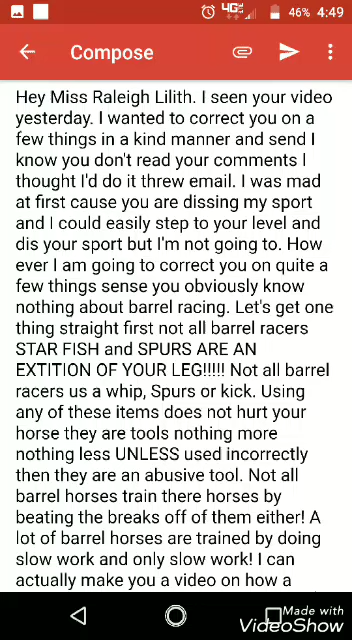 4G 46% 4:49
Compose
Hey Miss Raleigh Lilith. I seen your video
yesterday. I wanted to correct you on a
few things in a kind manner and send I
know you don't read your comments I
thought I'd do it threw email. I was mad
at first cause you are dissing my sport
and I could easily step to your level and
dis your sport but I'm not going to. How
ever I am going to correct you on quite a
few things sense you obviously know
nothing about barrel racing. Let's get one
thing straight first not all barrel racers
STAR FISH and SPURS ARE AN
EXTITION OF YOUR LEG!!!!! Not all barrel
racers us a whip, Spurs or kick. Using
any of these items does not hurt your
horse they are tools nothing more
nothing less UNLESS used incorrectly
then they are an abusive tool. Not all
barrel horses train there horses by
beating the breaks off of them either! A
lot of barrel horses are trained by doing
slow work and only slow work! I can
actually make you a video on how a
Made with
VideoShow